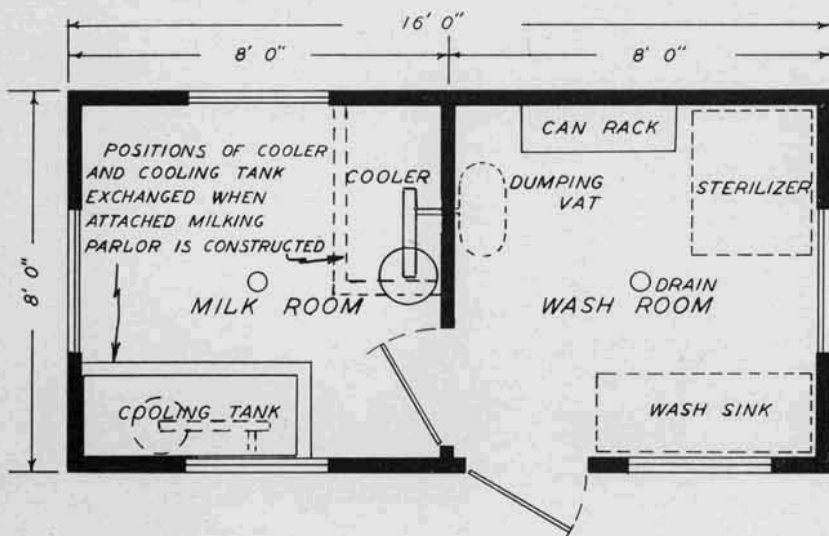 16' 0"
8' 0"
8' 0"
8' 0"
POSITIONS OF COOLER
AND COOLING TANK
EXCHANGED WHEN
ATTACHED MILKING
PARLOR IS CONSTRUCTED
COOLER
CAN RACK
DUMPING
VAT
STERILIZER
MILK ROOM
DRAIN
WASH ROOM
COOLING TANK
WASH SINK